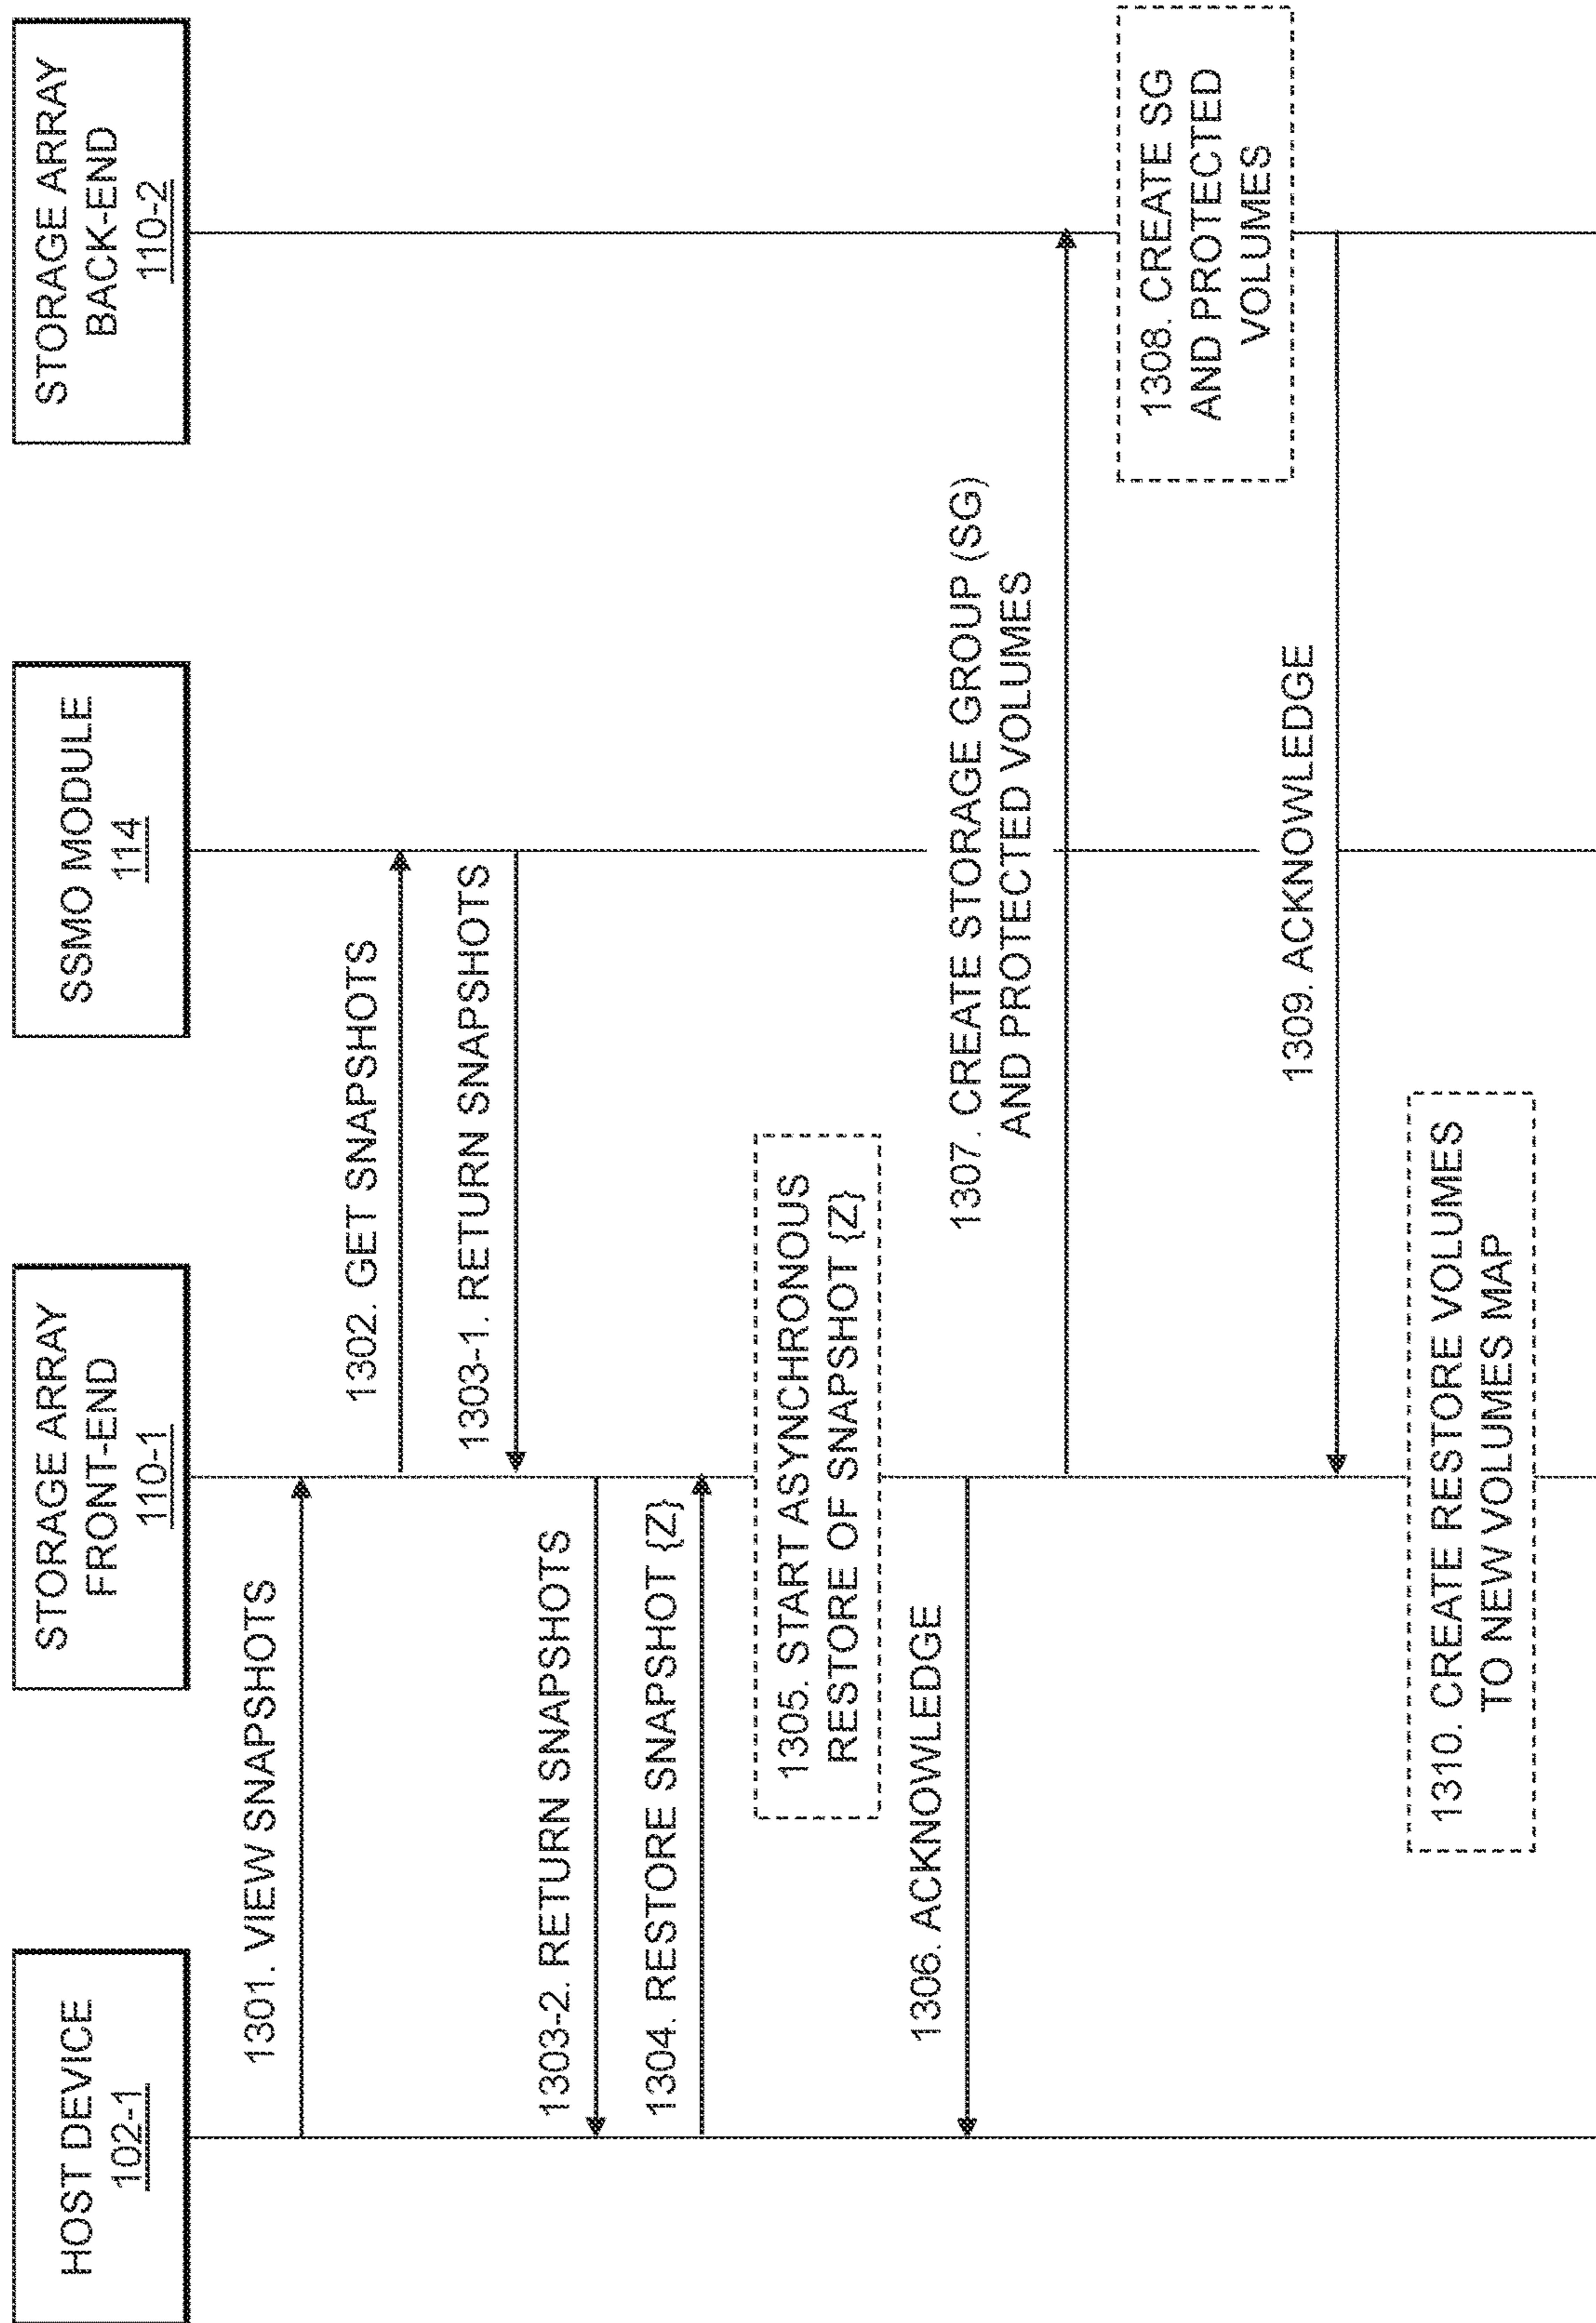 HOST DEVICE
102-1
STORAGE ARRAY
FRONT-END
110-1
SSMO MODULE
114
STORAGE ARRAY
BACK-END
110-2
1301. VIEW SNAPSHOTS
1302. GET SNAPSHOTS
1303-1. RETURN SNAPSHOTS
1303-2. RETURN SNAPSHOTS
1304. RESTORE SNAPSHOT {Z}
1305. START ASYNCHRONOUS
RESTORE OF SNAPSHOT {Z}
1306. ACKNOWLEDGE
1307. CREATE STORAGE GROUP (SG)
AND PROTECTED VOLUMES
1308. CREATE SG
AND PROTECTED
VOLUMES
1309. ACKNOWLEDGE
1310. CREATE RESTORE VOLUMES
TO NEW VOLUMES MAP